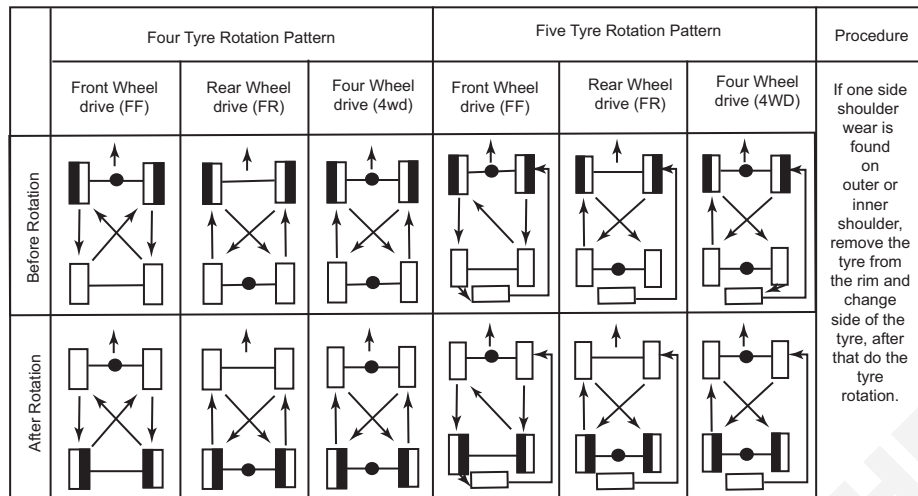 Four Tyre Rotation Pattern
Five Tyre Rotation Pattern
Procedure
Front Wheel
drive (FF)
Rear Wheel
drive (FR)
Four Wheel
drive (4wd)
Front Wheel
drive (FF)
Rear Wheel
drive (FR)
Four Wheel
drive (4WD)
If one side
shoulder
wear is
found
on
outer or
inner
shoulder,
remove the
tyre from
the rim and
change
side of the
tyre, after
that do the
tyre
rotation.
Before Rotation
After Rotation